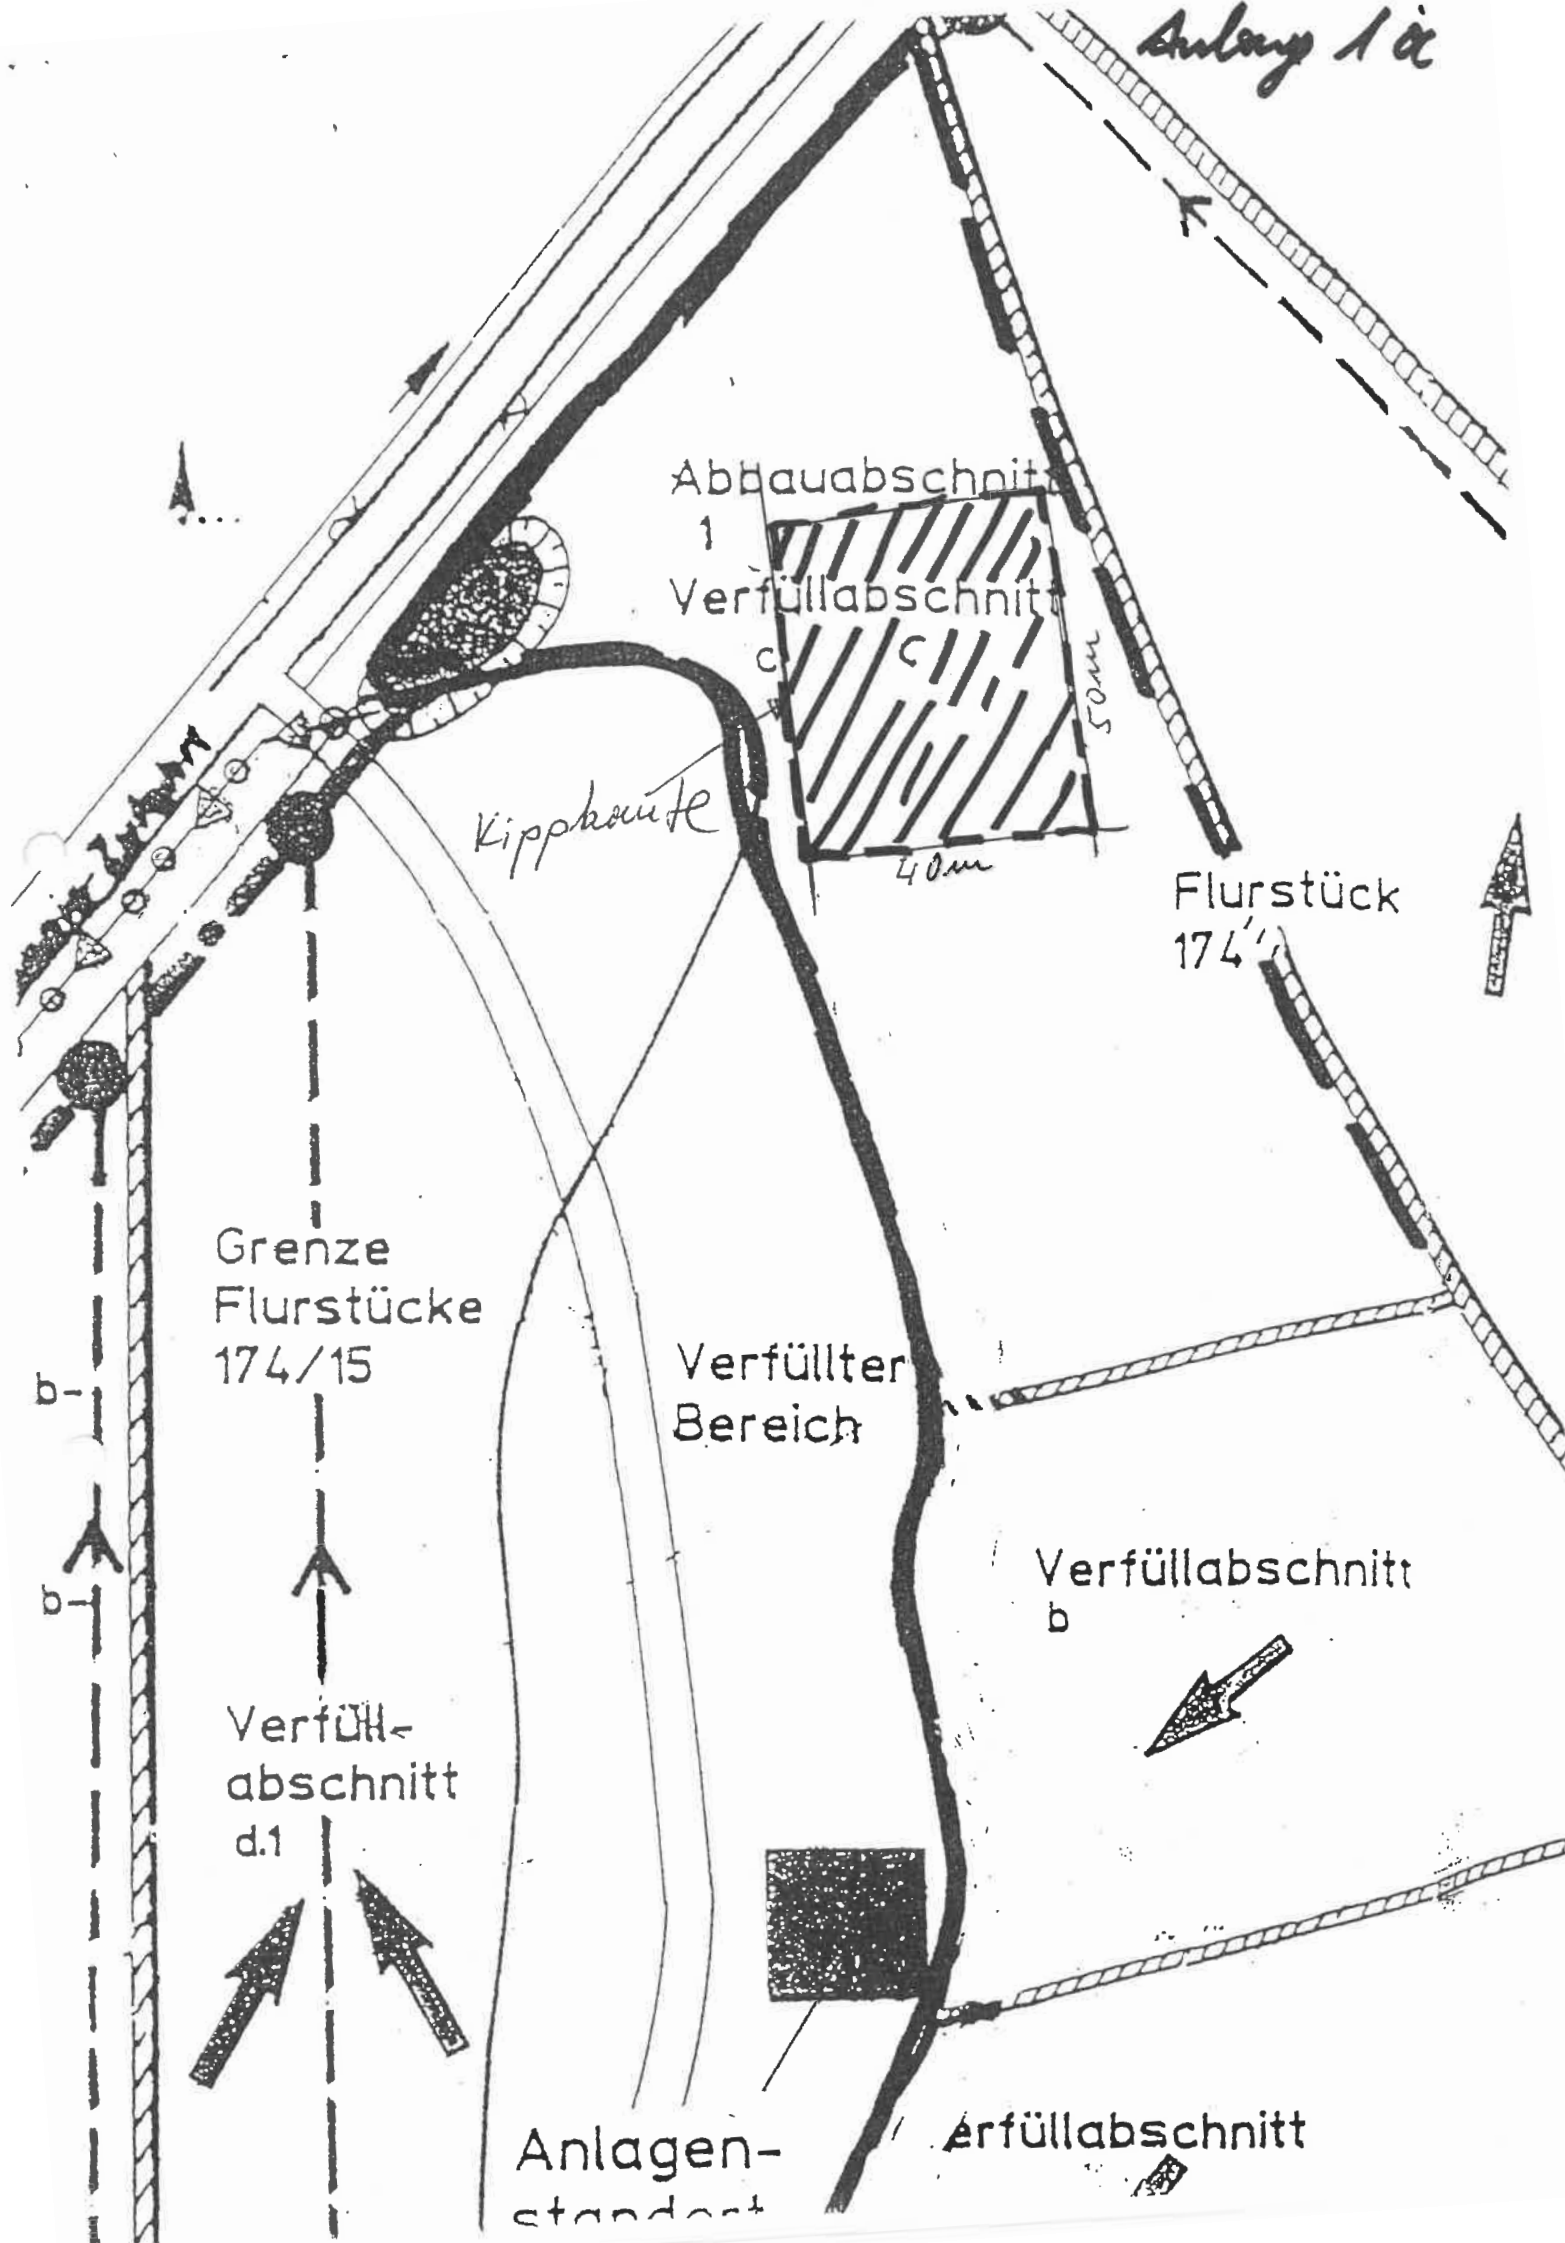 Anlage 1a
Abbauabschnitt
1
Verfüllabschnitt
c
c
50m
Kippkante
40m
Flurstück
174
Grenze
Flurstücke
174/15
b-
Verfüllter
Bereich
b-
Verfüllabschnitt
b
Verfüll-
abschnitt
d.1
Anlagen-
standort
erfüllabschnitt